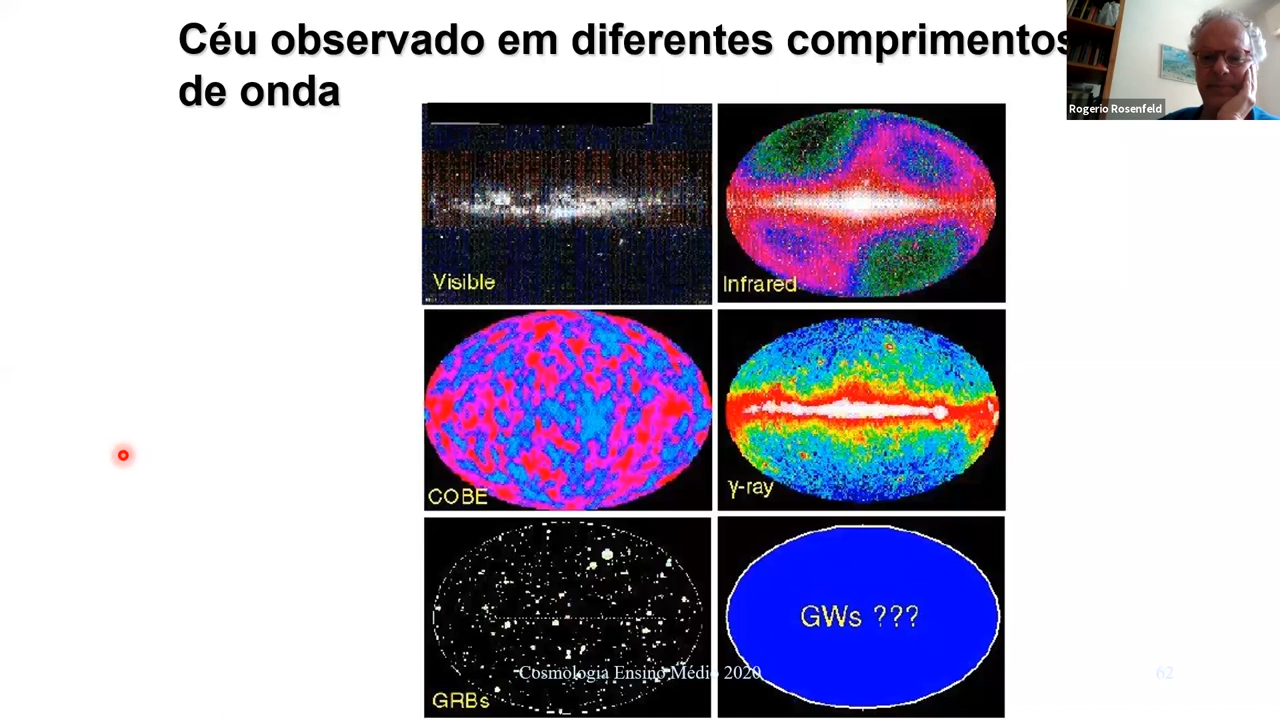 Céu observado em diferentes comprimentos
de onda
Rogerio Rosenfeld
Visible
Infrared
COBE
γ-ray
GRBs
GWs ???
Cosmologia Ensino Médio 2020
62